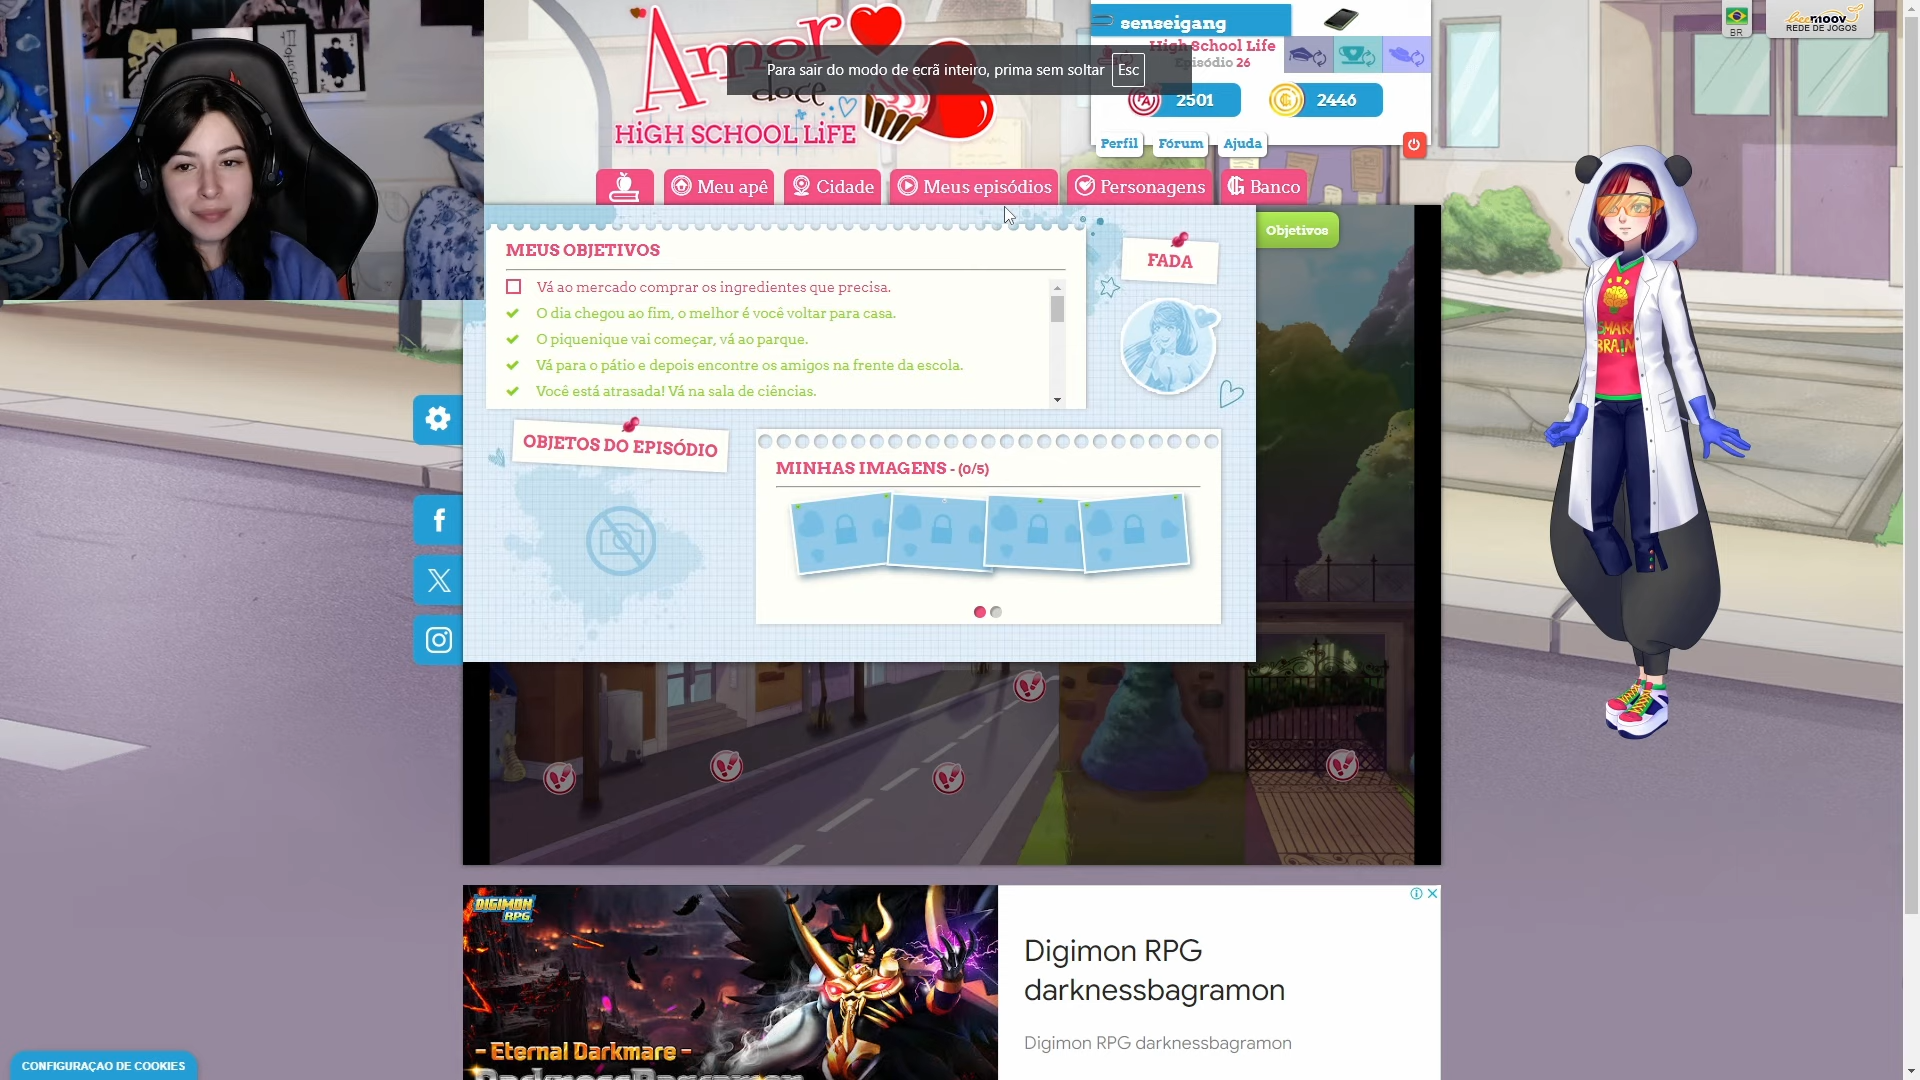 Amor
doce
HiGH SCHOOL LiFE
Para sair do modo de ecrã inteiro, prima sem soltar Esc
senseigang
High School Life
Episódio 26
PA 2501
2446
Perfil Fórum Ajuda
BR
beemoov
REDE DE JOGOS
Meu apê Cidade Meus episódios Personagens Banco
MEUS OBJETIVOS
Vá ao mercado comprar os ingredientes que precisa.
O dia chegou ao fim, o melhor é você voltar para casa.
O piquenique vai começar, vá ao parque.
Vá para o pátio e depois encontre os amigos na frente da escola.
Você está atrasada! Vá na sala de ciências.
FADA
Objetivos
OBJETOS DO EPISÓDIO
MINHAS IMAGENS - (0/5)
SMART
BRAIN
DIGIMON
RPG
- Eternal Darkmare -
DarknessBagramon
Digimon RPG
darknessbagramon
Digimon RPG darknessbagramon
CONFIGURAÇAO DE COOKIES